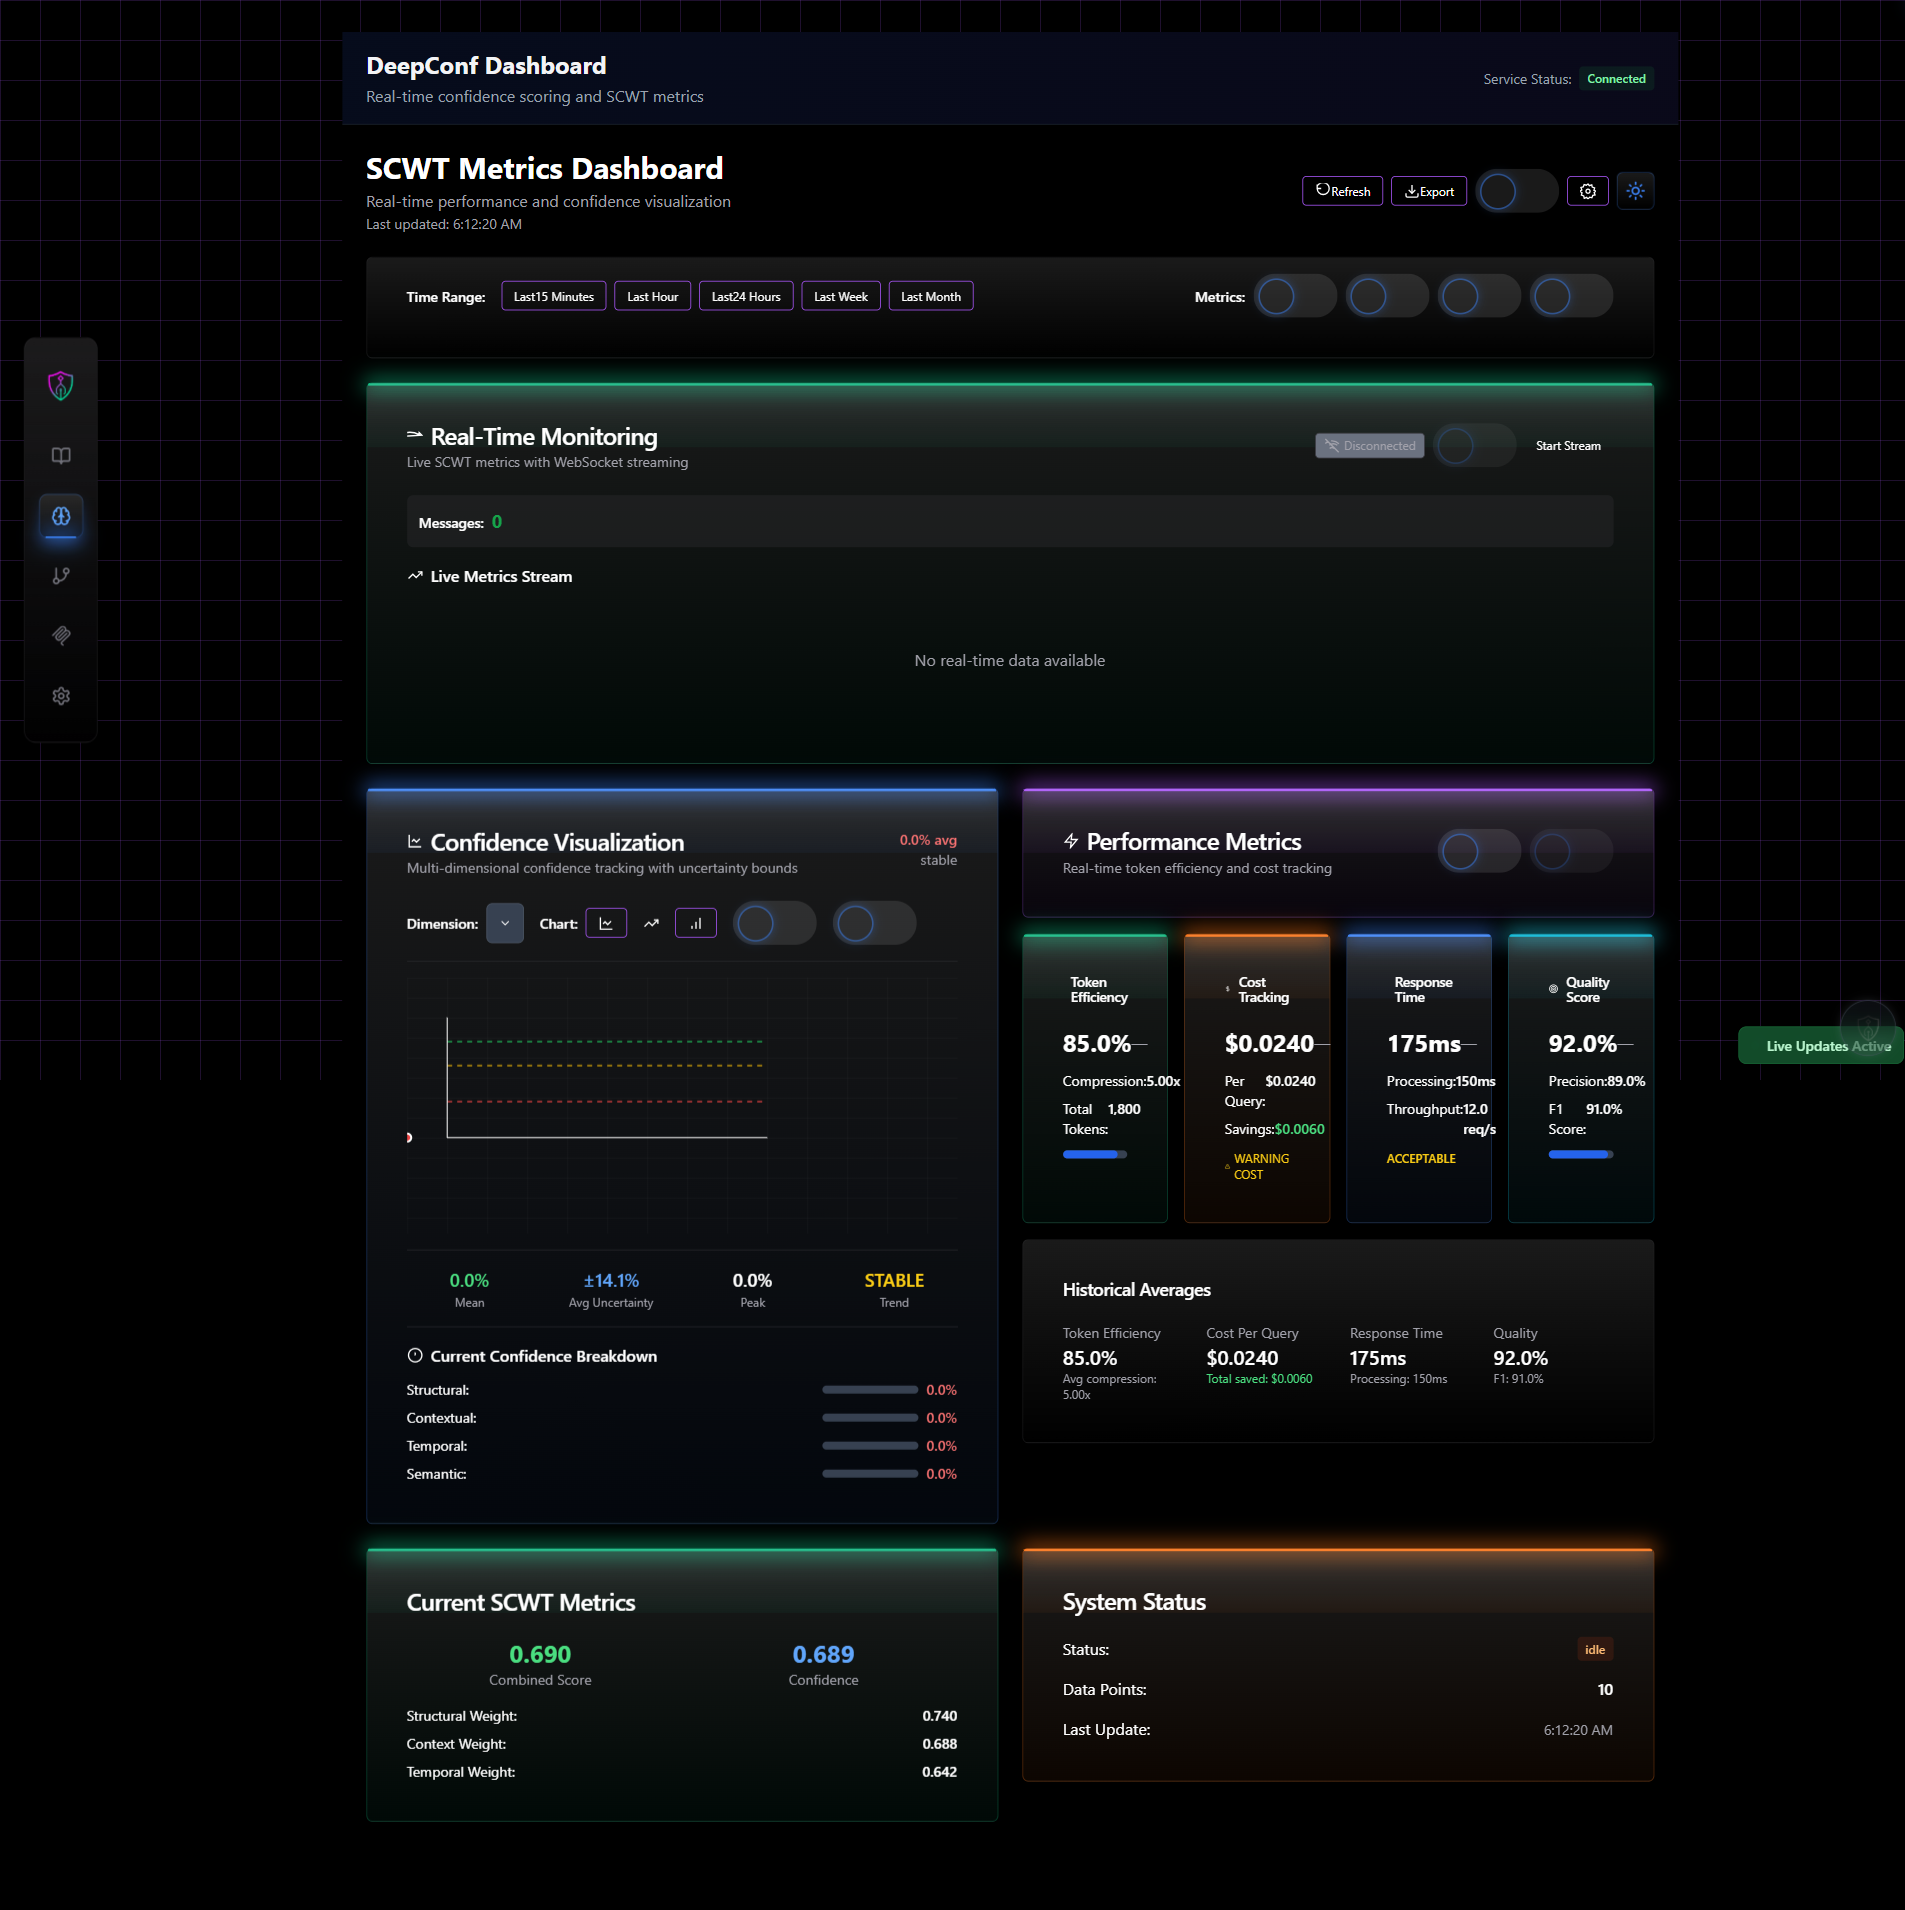 DeepConf Dashboard
Real-time confidence scoring and SCWT metrics
Service Status: Connected
SCWT Metrics Dashboard
Real-time performance and confidence visualization
Last updated: 6:12:20 AM
Refresh
Export
Time Range:
Last15 Minutes
Last Hour
Last24 Hours
Last Week
Last Month
Metrics:
Real-Time Monitoring
Live SCWT metrics with WebSocket streaming
Disconnected
Start Stream
Messages: 0
Live Metrics Stream
No real-time data available
Confidence Visualization
Multi-dimensional confidence tracking with uncertainty bounds
0.0% avg
stable
Dimension:
Chart:
0.0%
Mean
±14.1%
Avg Uncertainty
0.0%
Peak
STABLE
Trend
Current Confidence Breakdown
Structural: 0.0%
Contextual: 0.0%
Temporal: 0.0%
Semantic: 0.0%
Performance Metrics
Real-time token efficiency and cost tracking
Token
Efficiency
85.0%—
Compression:5.00x
Total 1,800
Tokens:
$ Cost
Tracking
$0.0240—
Per $0.0240
Query:
Savings:$0.0060
WARNING
COST
Response
Time
175ms—
Processing:150ms
Throughput:12.0
req/s
ACCEPTABLE
Quality
Score
92.0%—
Precision:89.0%
F1 91.0%
Score:
Live Updates Active
Historical Averages
Token Efficiency
85.0%
Avg compression:
5.00x
Cost Per Query
$0.0240
Total saved: $0.0060
Response Time
175ms
Processing: 150ms
Quality
92.0%
F1: 91.0%
Current SCWT Metrics
0.690
Combined Score
0.689
Confidence
Structural Weight: 0.740
Context Weight: 0.688
Temporal Weight: 0.642
System Status
Status: idle
Data Points: 10
Last Update: 6:12:20 AM